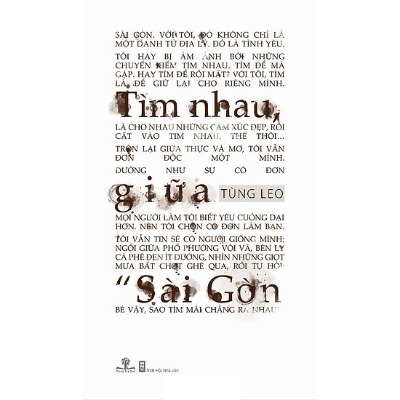 SÀI GÒN. VỚI TÔI, ĐÓ KHÔNG CHỈ LÀ
MỘT DANH TỪ ĐỊA LÝ. ĐÓ LÀ TÌNH YÊU.
TÔI HAY BỊ ÁM ẢNH BỞI NHỮNG
CHUYẾN KIẾM TÌM NHAU. TÌM ĐỂ MÀ
GẶP. HAY TÌM ĐỂ RỒI MẤT? VỚI TÔI, TÌM
LÀ, ĐỂ GIỮ LẠI CHO RIÊNG MÌNH.
Tìm nhau,
LÀ CHO NHAU NHỮNG CẢM XÚC ĐẸP, RỒI
CẤT VÀO TIM NHAU. THẾ THÔI...
TRỘN LẠI GIỮA THỰC VÀ MƠ, TÔI VẪN
ĐƠN ĐỘC MỘT MÌNH.
DƯỜNG NHƯ SỰ CÔ ĐƠN
giữa TÙNG LEO
MỌI NGƯỜI LÀM TÔI BIẾT YÊU CUỒNG DẠI
HƠN. NÊN TÔI CHỌN CÔ ĐƠN LÀM BẠN.
TÔI VẪN TIN SẼ CÓ NGƯỜI GIỐNG MÌNH:
NGỒI GIỮA PHỐ PHƯỜNG VỘI VÃ, BÊN LY
CÀ PHÊ ĐEN ÍT ĐƯỜNG, NHÌN NHỮNG GIỌT
MƯA BẤT CHỢT GHÉ QUA, RỒI TỰ HỎI:
“ Sài Gòn
BÉ VẬY, SAO TÌM MÃI CHẲNG RA NHAU?